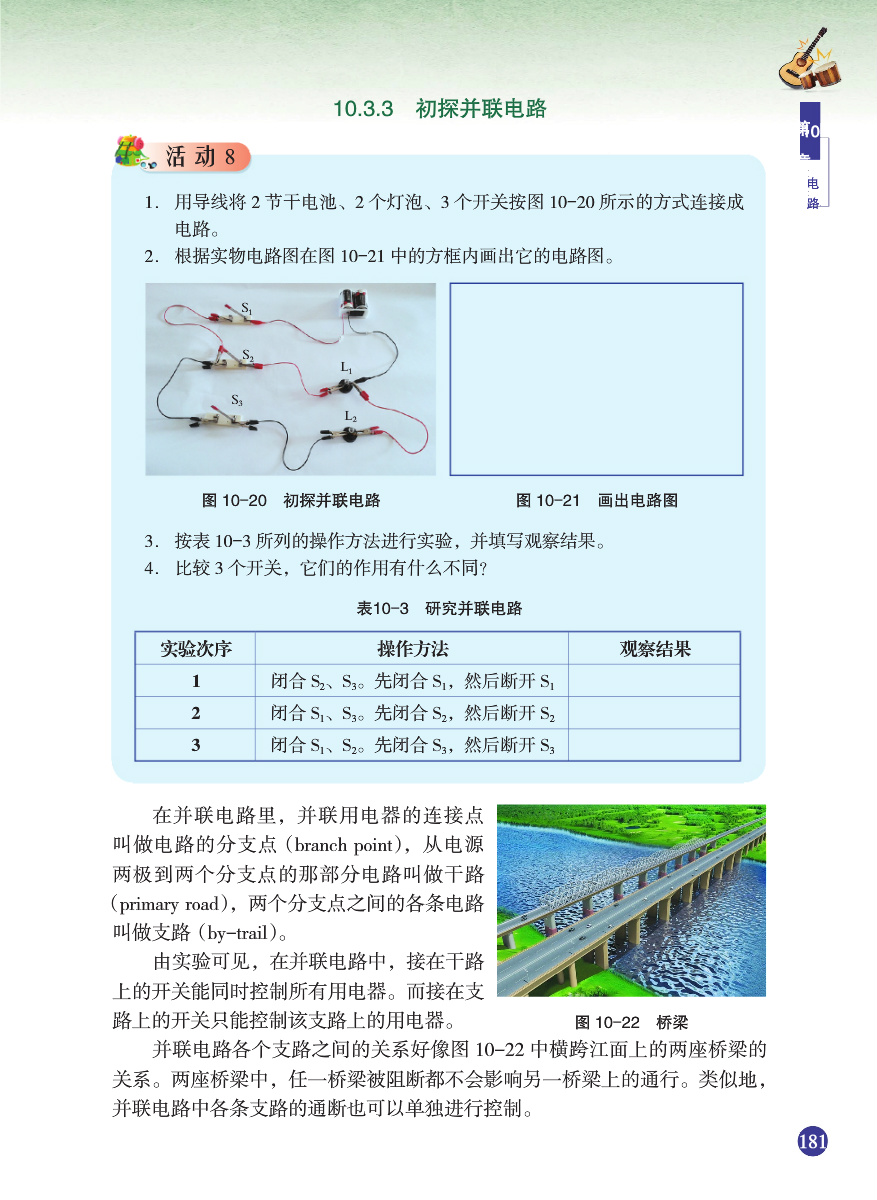 10.3.3 初探并联电路
第10章
电路
活动 8
1. 用导线将 2 节干电池、2 个灯泡、3 个开关按图 10-20 所示的方式连接成
电路。
2. 根据实物电路图在图 10-21 中的方框内画出它的电路图。
S₁
S₂
L₁
S₃
L₂
图 10-20 初探并联电路
图 10-21 画出电路图
3. 按表 10-3 所列的操作方法进行实验，并填写观察结果。
4. 比较 3 个开关，它们的作用有什么不同？
表10-3 研究并联电路
实验次序 操作方法 观察结果
1 闭合 S₂、S₃。先闭合 S₁，然后断开 S₁
2 闭合 S₁、S₃。先闭合 S₂，然后断开 S₂
3 闭合 S₁、S₂。先闭合 S₃，然后断开 S₃
在并联电路里，并联用电器的连接点
叫做电路的分支点（branch point），从电源
两极到两个分支点的那部分电路叫做干路
（primary road），两个分支点之间的各条电路
叫做支路（by-trail）。
由实验可见，在并联电路中，接在干路
上的开关能同时控制所有用电器。而接在支
路上的开关只能控制该支路上的用电器。
图 10-22 桥梁
并联电路各个支路之间的关系好像图 10-22 中横跨江面上的两座桥梁的
关系。两座桥梁中，任一桥梁被阻断都不会影响另一桥梁上的通行。类似地，
并联电路中各条支路的通断也可以单独进行控制。
181